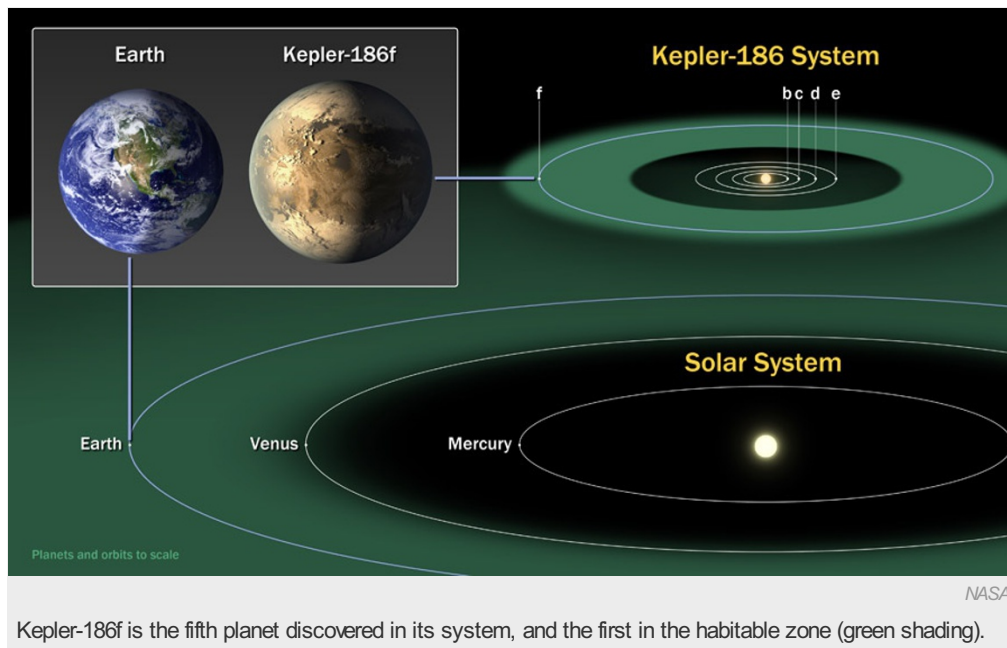 Earth
Kepler-186f
Kepler-186 System
f
b c d e
Solar System
Earth
Venus
Mercury
Planets and orbits to scale
NASA
Kepler-186f is the fifth planet discovered in its system, and the first in the habitable zone (green shading).